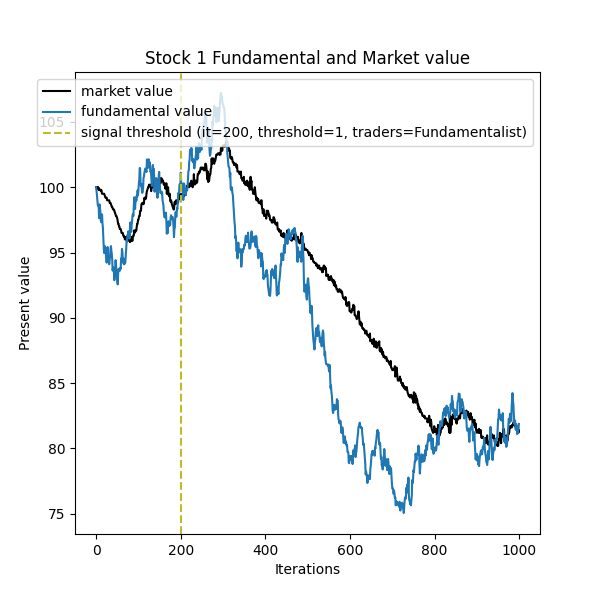 Stock 1 Fundamental and Market value
market value
fundamental value
signal threshold (it=200, threshold=1, traders=Fundamentalist)
105
100
95
90
85
80
75
Present value
0
200
400
600
800
1000
Iterations